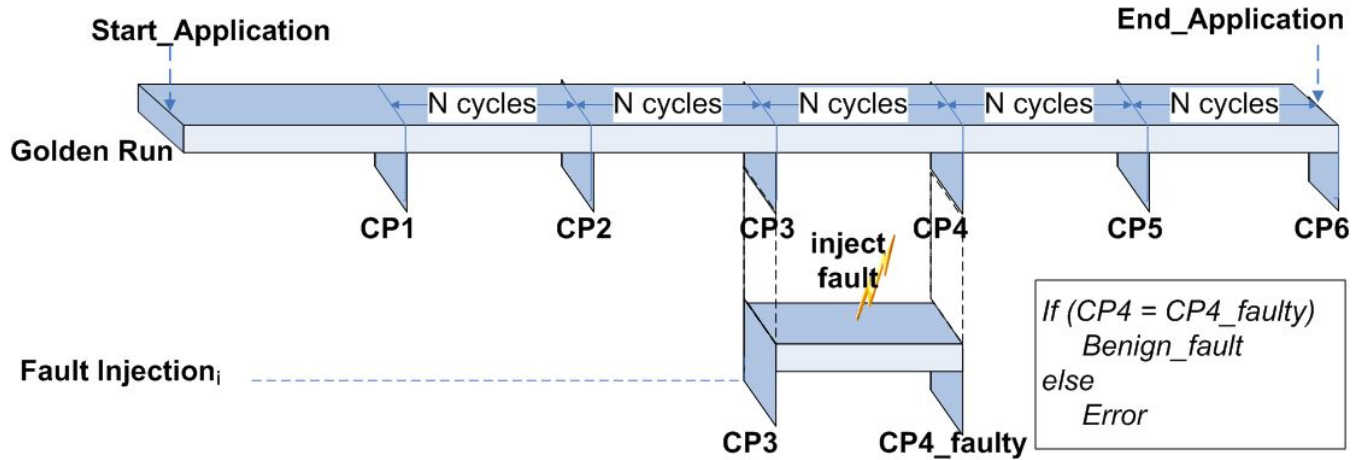 Start_Application
End_Application
N cycles
N cycles
N cycles
N cycles
N cycles
Golden Run
CP1
CP2
CP3
CP4
CP5
CP6
inject
fault
If (CP4 = CP4_faulty)
Benign_fault
else
Error
Fault Injectioni
CP3
CP4_faulty